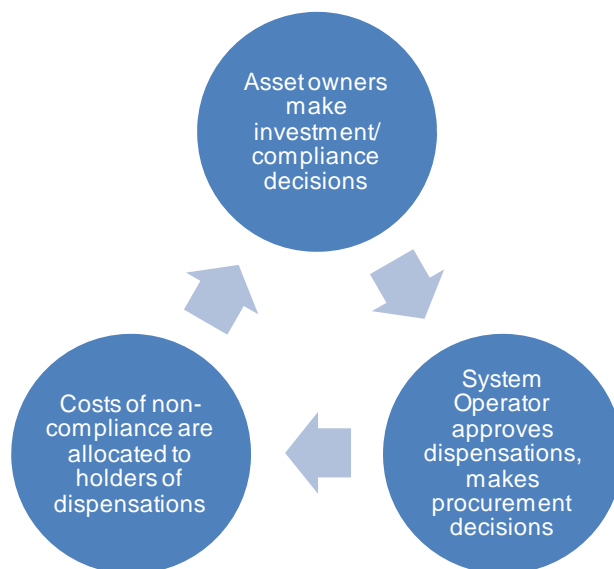 Asset owners
make
investment/
compliance
decisions
System
Operator
approves
dispensations,
makes
procurement
decisions
Costs of non-
compliance are
allocated to
holders of
dispensations